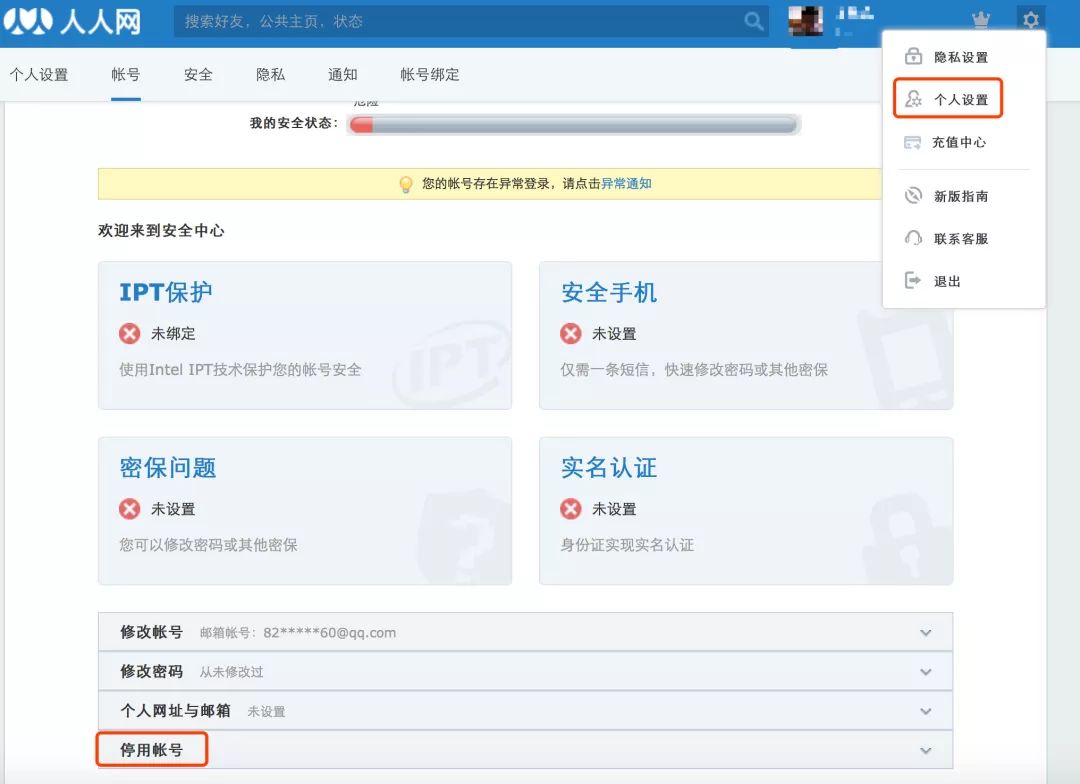 人人网
搜索好友，公共主页，状态
个人设置
帐号
安全
隐私
通知
帐号绑定
隐私设置
个人设置
充值中心
新版指南
联系客服
退出
危险
我的安全状态：
您的帐号存在异常登录，请点击异常通知
欢迎来到安全中心
IPT保护
未绑定
使用Intel IPT技术保护您的帐号安全
IPT
安全手机
未设置
仅需一条短信，快速修改密码或其他密保
密保问题
未设置
您可以修改密码或其他密保
实名认证
未设置
身份证实现实名认证
修改帐号 邮箱帐号：82*****60@qq.com
修改密码 从未修改过
个人网址与邮箱 未设置
停用帐号